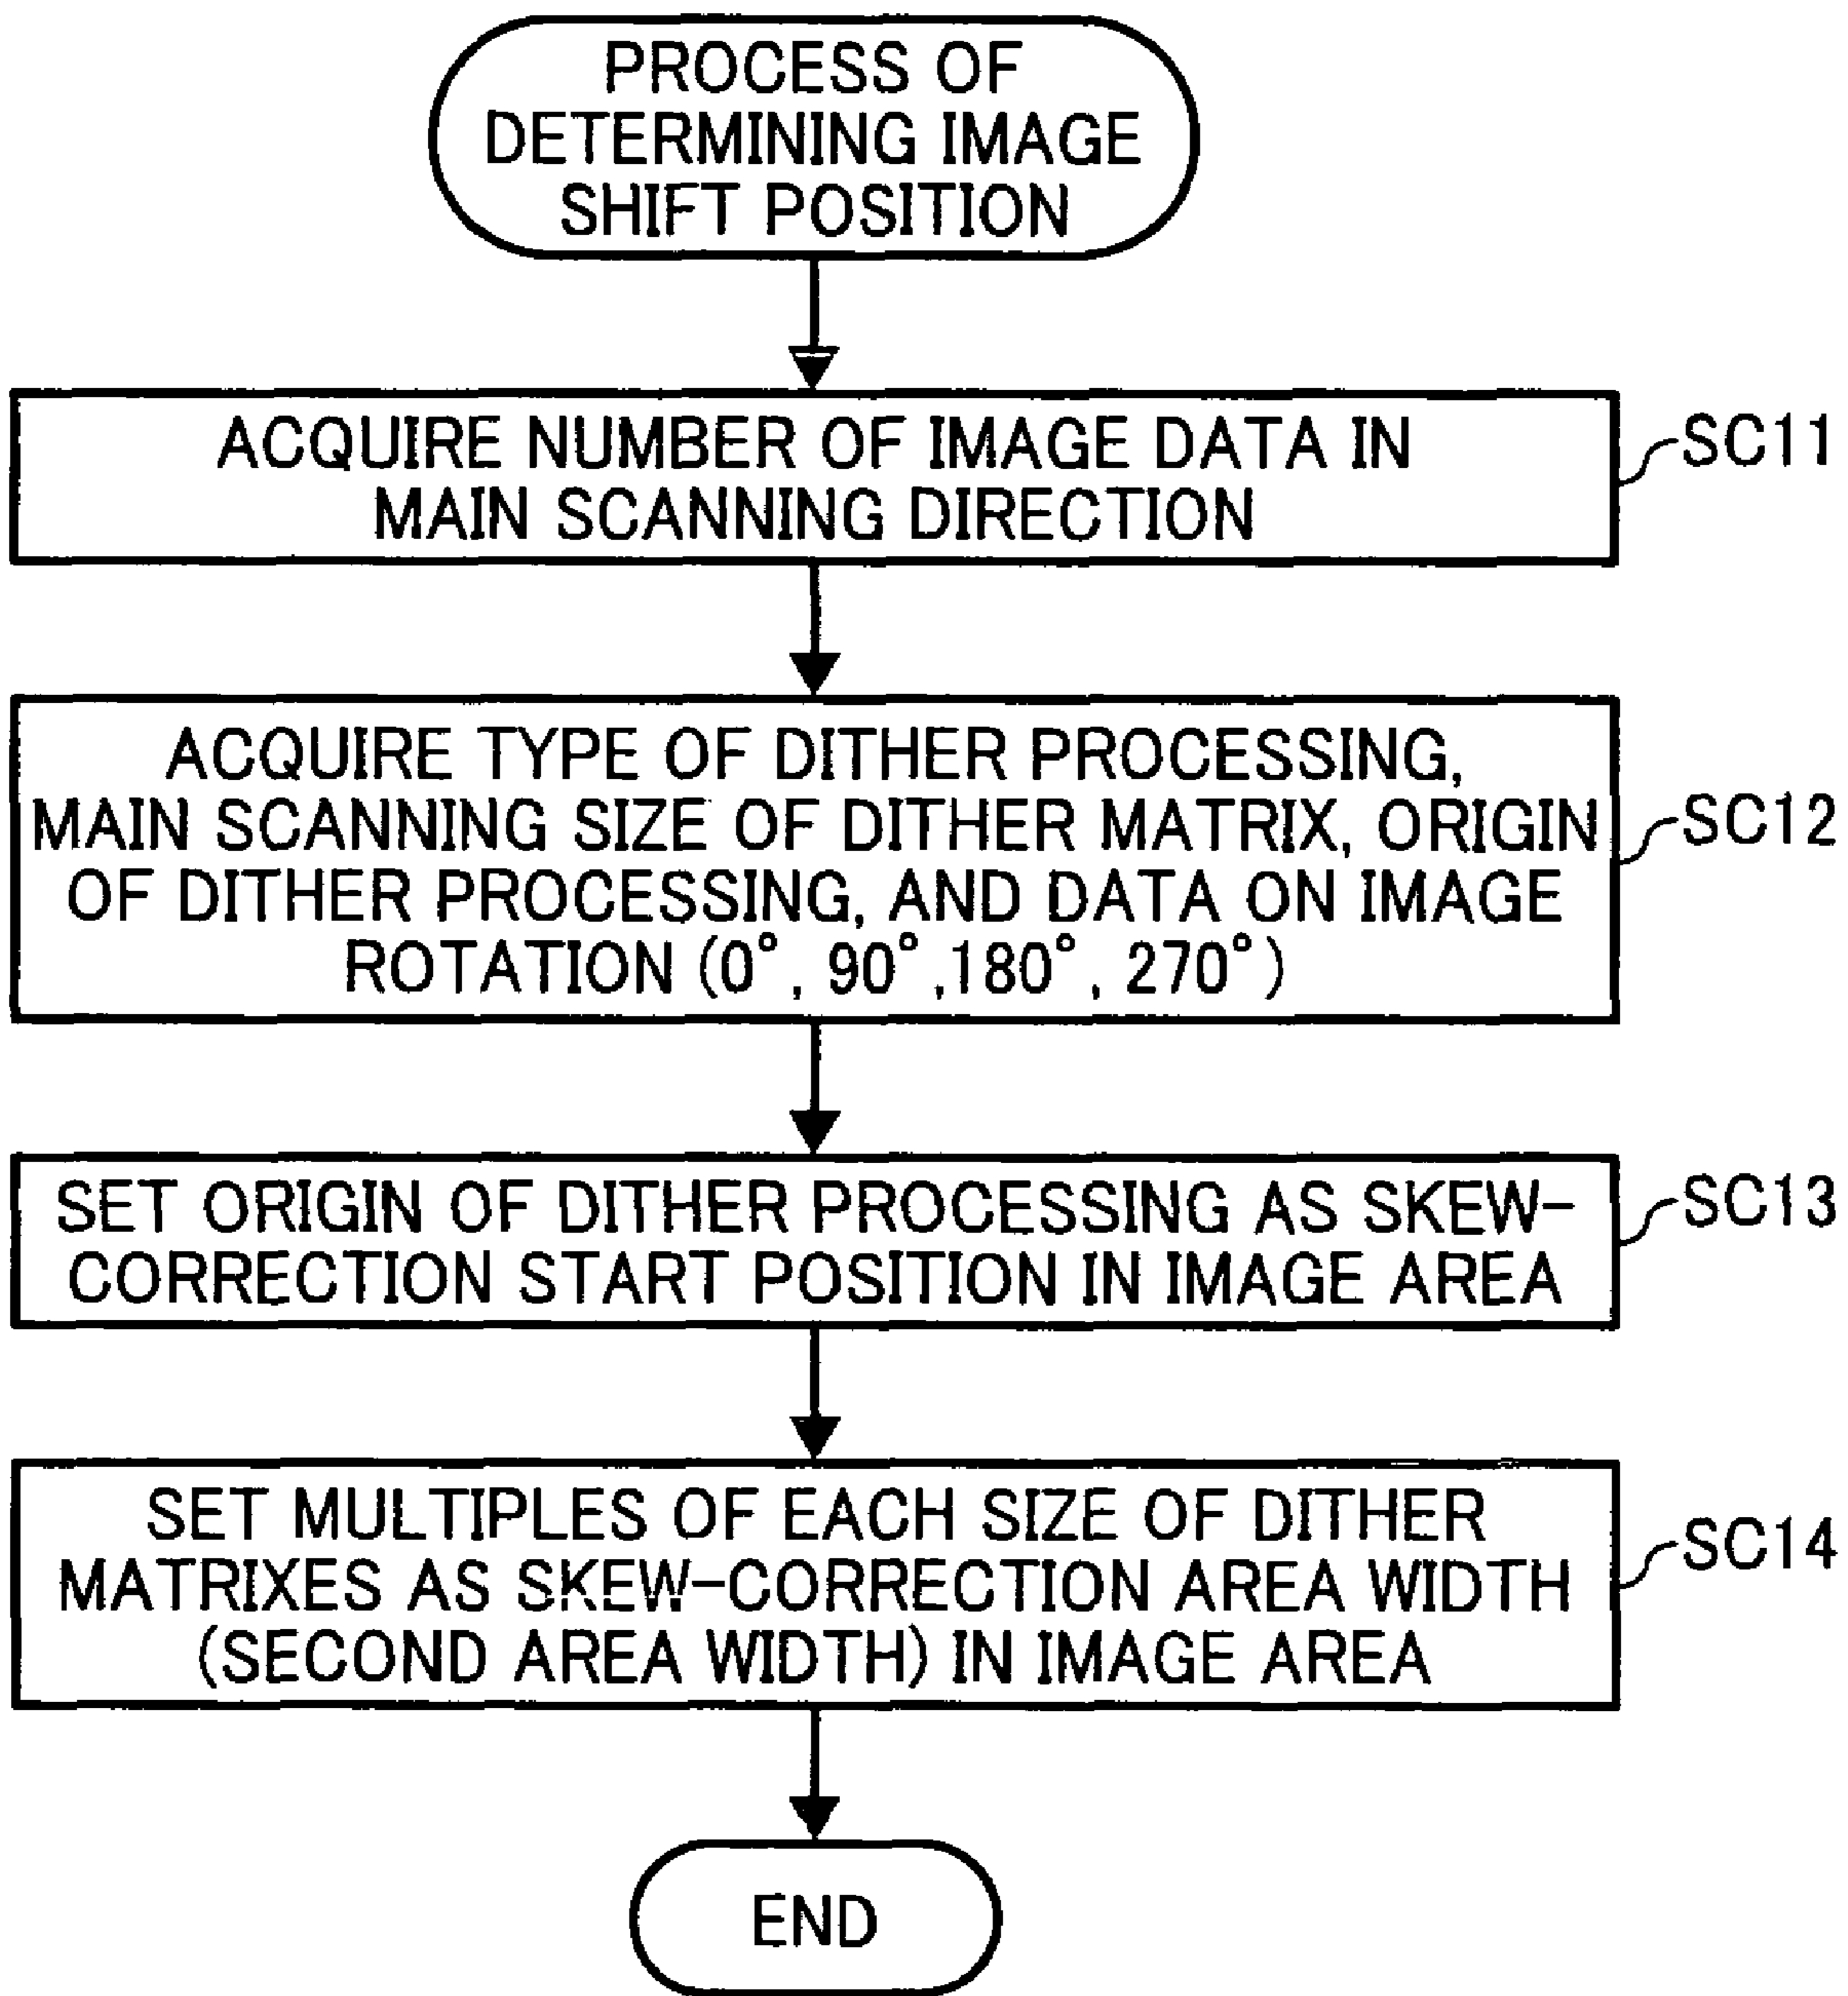 PROCESS OF
DETERMINING IMAGE
SHIFT POSITION
ACQUIRE NUMBER OF IMAGE DATA IN
MAIN SCANNING DIRECTION
SC11
ACQUIRE TYPE OF DITHER PROCESSING,
MAIN SCANNING SIZE OF DITHER MATRIX, ORIGIN
OF DITHER PROCESSING, AND DATA ON IMAGE
ROTATION (0°, 90°,180°, 270°)
SC12
SET ORIGIN OF DITHER PROCESSING AS SKEW-
CORRECTION START POSITION IN IMAGE AREA
SC13
SET MULTIPLES OF EACH SIZE OF DITHER
MATRIXES AS SKEW-CORRECTION AREA WIDTH
(SECOND AREA WIDTH) IN IMAGE AREA
SC14
END